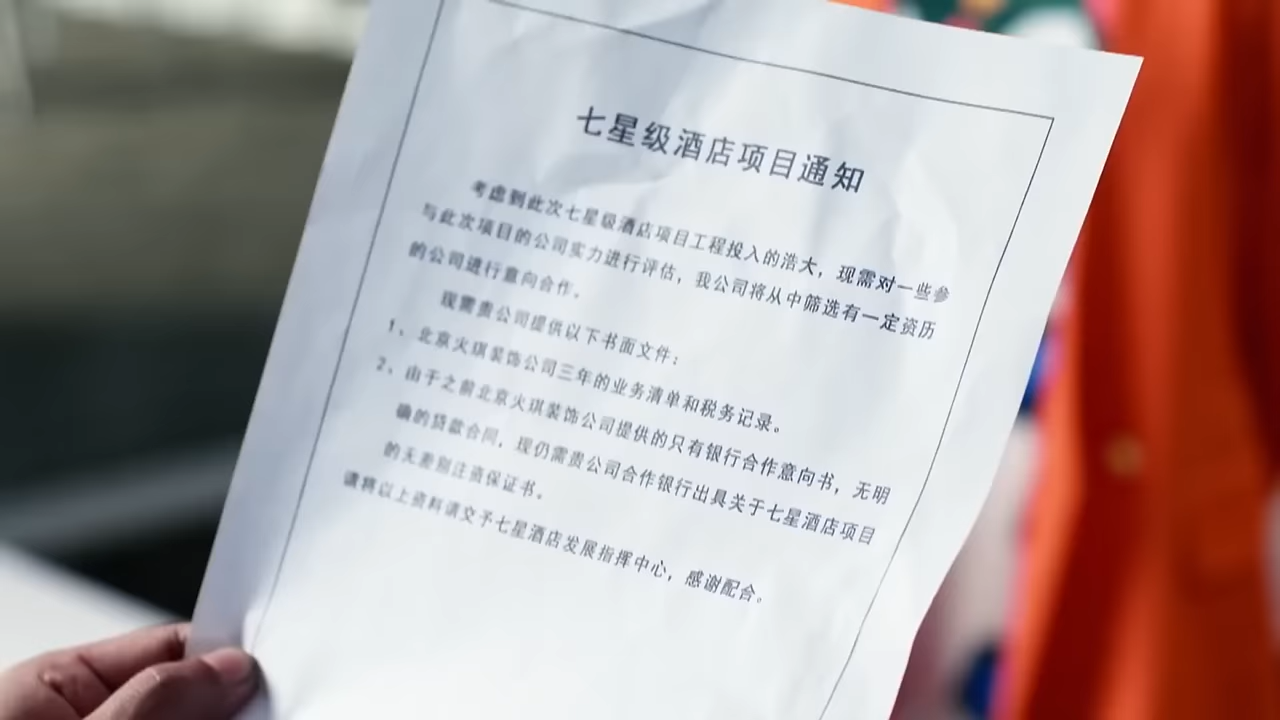 七星级酒店项目通知
考虑到此次七星级酒店项目工程投入的浩大，现需对一些参
与此次项目的公司实力进行评估，我公司将从中筛选有一定资历
的公司进行意向合作。
现需贵公司提供以下书面文件：
1、北京火琪装饰公司三年的业务清单和税务记录。
2、由于之前北京火琪装饰公司提供的只有银行合作意向书，无明
确的贷款合同，现仍需贵公司合作银行出具关于七星酒店项目
的无差别注资保证书。
请将以上资料请交予七星酒店发展指挥中心，感谢配合。